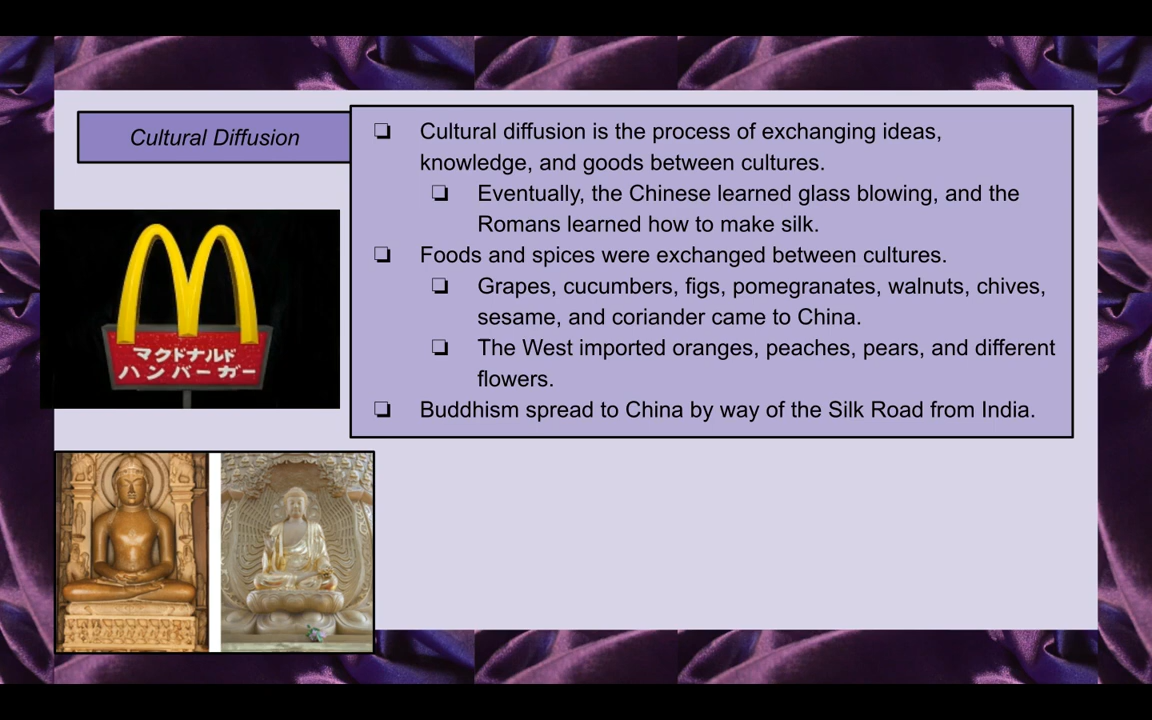 Cultural Diffusion
❏ Cultural diffusion is the process of exchanging ideas,
knowledge, and goods between cultures.
❏ Eventually, the Chinese learned glass blowing, and the
Romans learned how to make silk.
❏ Foods and spices were exchanged between cultures.
❏ Grapes, cucumbers, figs, pomegranates, walnuts, chives,
sesame, and coriander came to China.
❏ The West imported oranges, peaches, pears, and different
flowers.
❏ Buddhism spread to China by way of the Silk Road from India.
マクドナルド
ハンバーガー